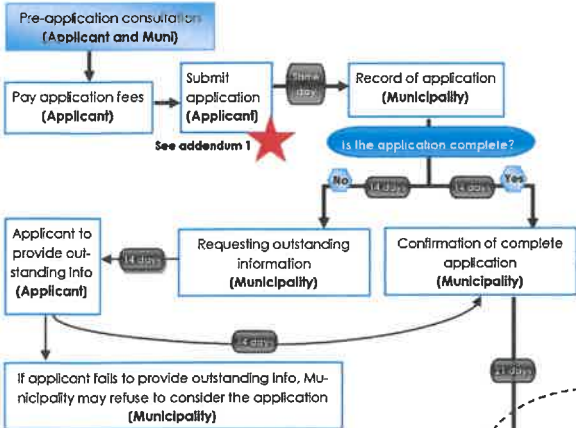 Pre-application consultation
(Applicant and Muni)
Pay application fees
(Applicant)
Submit
application
(Applicant)
See addendum 1
Same
day
Record of application
(Municipality)
Is the application complete?
No
14 days
14 days
Yes
Applicant to
provide out-
standing info
(Applicant)
14 days
Requesting outstanding
information
(Municipality)
Confirmation of complete
application
(Municipality)
14 days
If applicant fails to provide outstanding info, Mu-
nicipality may refuse to consider the application
(Municipality)
21 days